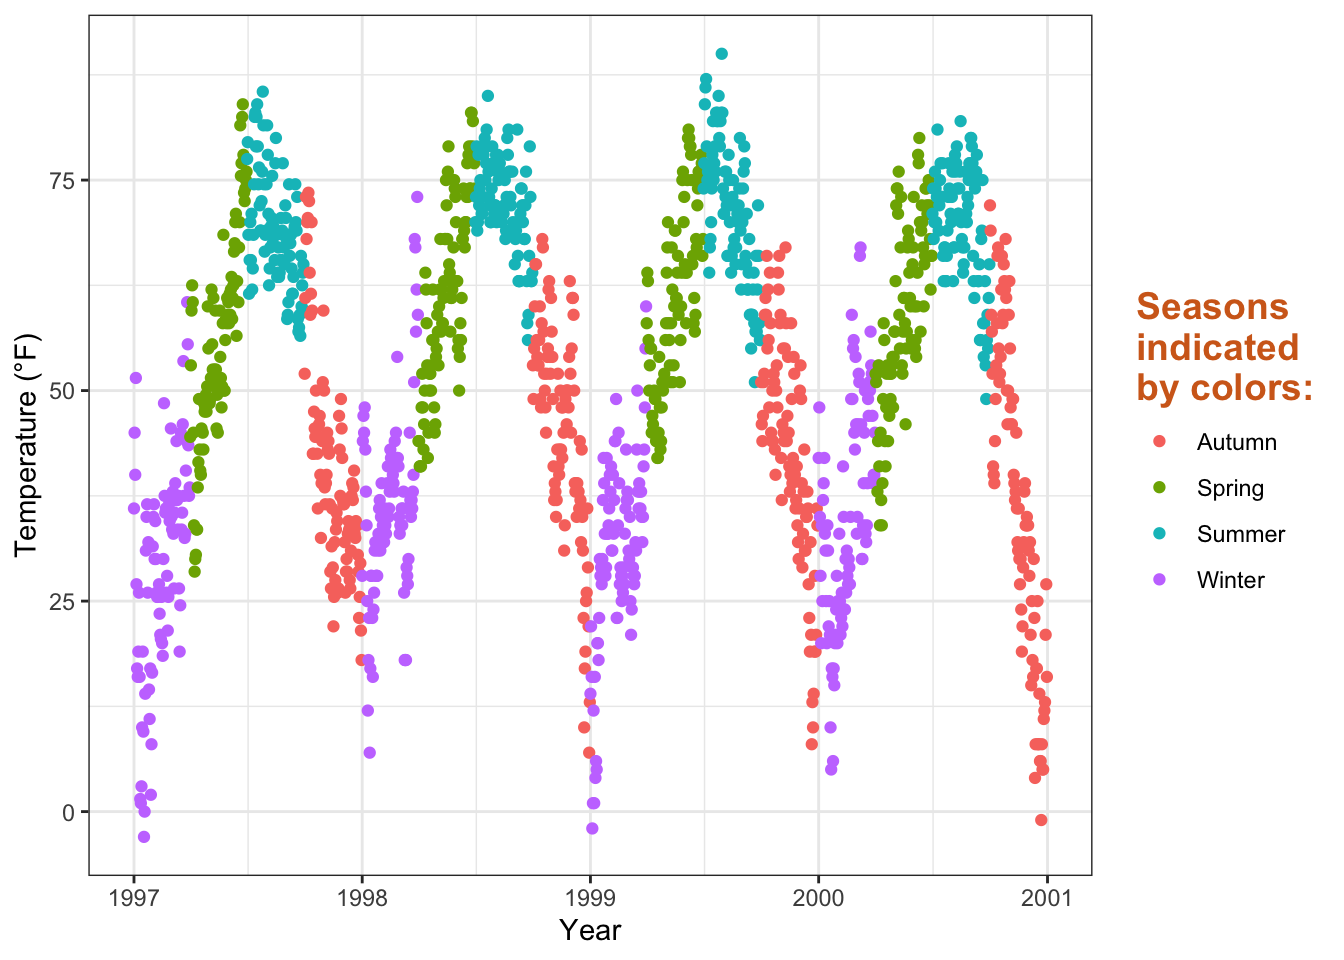 75
50
25
0
Temperature (°F)
1997 1998 1999 2000 2001
Year
Seasons
indicated
by colors:
Autumn
Spring
Summer
Winter